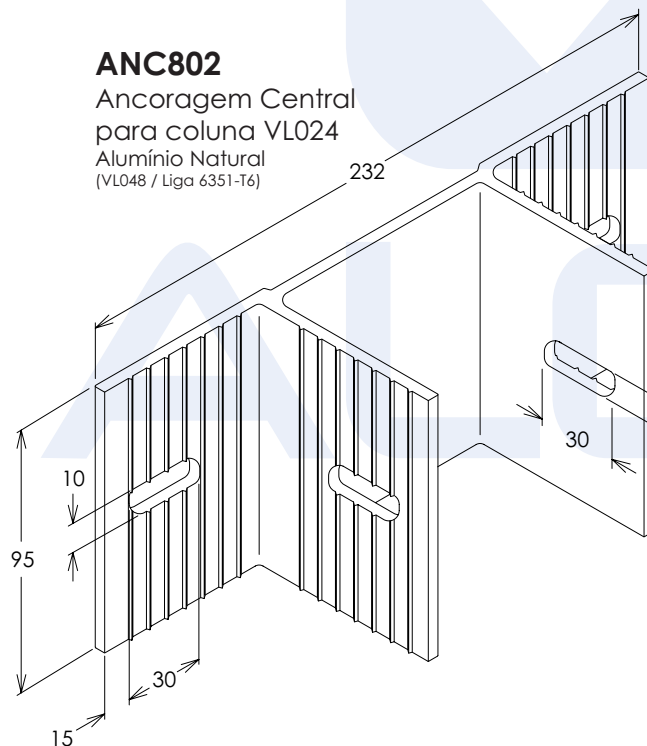 ANC802
Ancoragem Central
para coluna VL024
Alumínio Natural
(VL048 / Liga 6351-T6)
232
30
10
95
30
15